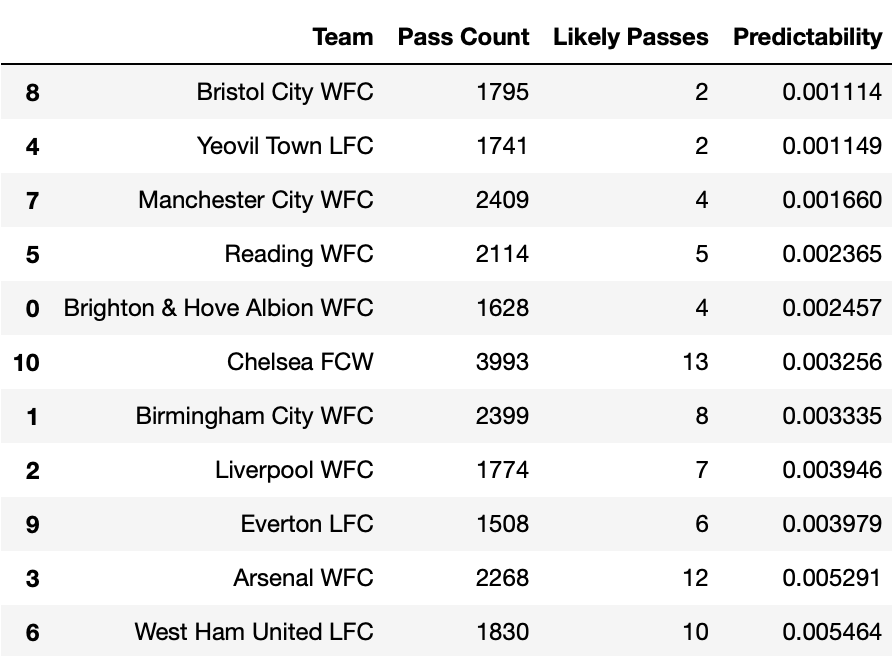 Team Pass Count Likely Passes Predictability
8 Bristol City WFC 1795 2 0.001114
4 Yeovil Town LFC 1741 2 0.001149
7 Manchester City WFC 2409 4 0.001660
5 Reading WFC 2114 5 0.002365
0 Brighton & Hove Albion WFC 1628 4 0.002457
10 Chelsea FCW 3993 13 0.003256
1 Birmingham City WFC 2399 8 0.003335
2 Liverpool WFC 1774 7 0.003946
9 Everton LFC 1508 6 0.003979
3 Arsenal WFC 2268 12 0.005291
6 West Ham United LFC 1830 10 0.005464